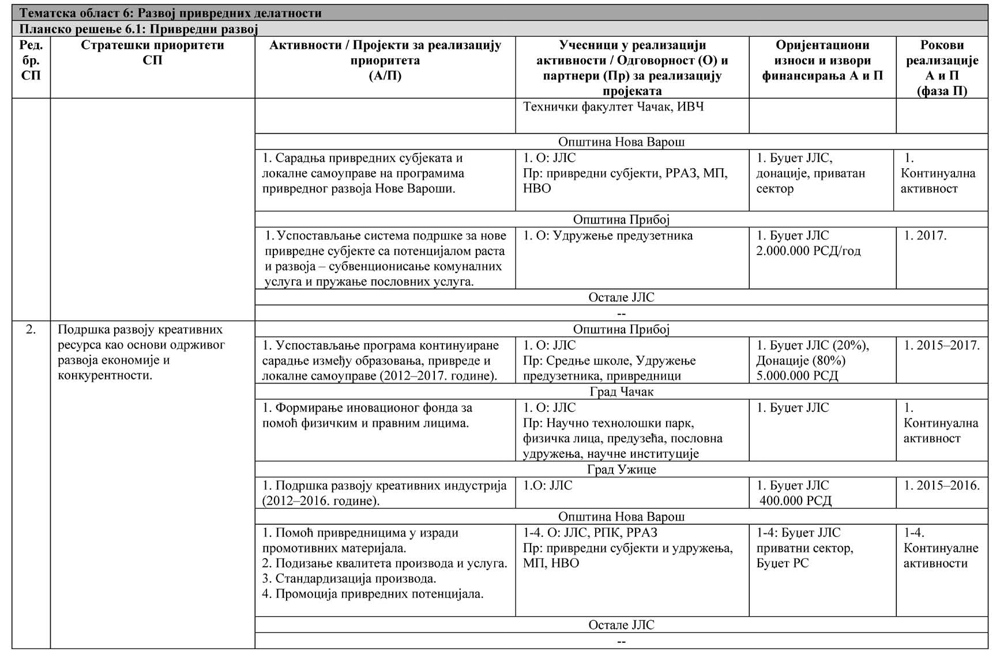 Тематска област 6: Развој привредних делатности
Планско решење 6.1: Привредни развој
Ред. бр. СП
Стратешки приоритети СП
Активности / Пројекти за реализацију приоритета (А/П)
Учесници у реализацији активности / Одговорност (О) и партнери (Пр) за реализацију пројеката
Оријентациони износи и извори финансирања А и П
Рокови реализације А и П (фаза П)
Технички факултет Чачак, ИВЧ
Општина Нова Варош
1. Сарадња привредних субјеката и
локалне самоуправе на програмима
привредног развоја Нове Вароши.
1. О: ЈЛС
Пр: привредни субјекти, РРАЗ, МП,
НВО
1. Буџет ЈЛС,
донације, приватан
сектор
1.
Континуална
активност
Општина Прибој
1. Успостављање система подршке за нове
привредне субјекте са потенцијалом раста
и развоја – субвенционисање комуналних
услуга и пружање пословних услуга.
1. О: Удружење предузетника
1. Буџет ЈЛС
2.000.000 РСД/год
1. 2017.
Остале ЈЛС
--
2.
Подршка развоју креативних
ресурса као основи одрживог
развоја економије и
конкурентности.
Општина Прибој
1. Успостављање програма континуиране
сарадње између образовања, привреде и
локалне самоуправе (2012–2017. године).
1. О: ЈЛС
Пр: Средње школе, Удружење
предузетника, привредници
1. Буџет ЈЛС (20%),
Донације (80%)
5.000.000 РСД
1. 2015–2017.
Град Чачак
1. Формирање иновационог фонда за
помоћ физичким и правним лицима.
1. О: ЈЛС
Пр: Научно технолошки парк,
физичка лица, предузећа, пословна
удружења, научне институције
1. Буџет ЈЛС
1.
Континуална
активност
Град Ужице
1. Подршка развоју креативних индустрија
(2012–2016. године).
1.О: ЈЛС
1. Буџет ЈЛС
400.000 РСД
1. 2015–2016.
Општина Нова Варош
1. Помоћ привредницима у изради
промотивних материјала.
2. Подизање квалитета производа и услуга.
3. Стандардизација производа.
4. Промоција привредних потенцијала.
1-4. О: ЈЛС, РПК, РРАЗ
Пр: привредни субјекти и удружења,
МП, НВО
1-4: Буџет ЈЛС
приватни сектор,
Буџет РС
1-4.
Континуалне
активности
Остале ЈЛС
--